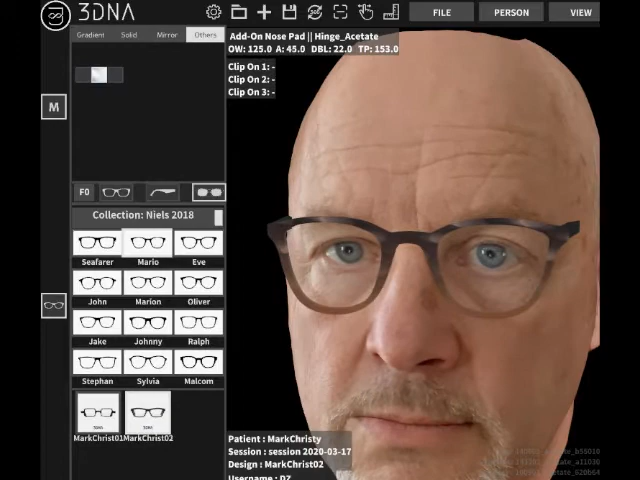 3DNA
FILE
PERSON
VIEW
Gradient
Solid
Mirror
Others
Add-On Nose Pad || Hinge_Acetate
OW: 125.0 A: 45.0 DBL: 22.0 TP: 153.0
Clip On 1: -
Clip On 2: -
Clip On 3: -
M
F0
Collection: Niels 2018
Seafarer
Mario
Eve
John
Marion
Oliver
Jake
Johnny
Ralph
Stephan
Sylvia
Malcom
MarkChrist01
MarkChrist02
Patient : MarkChristy
Session : session 2020-03-17
Design : MarkChrist02
Username : DZ